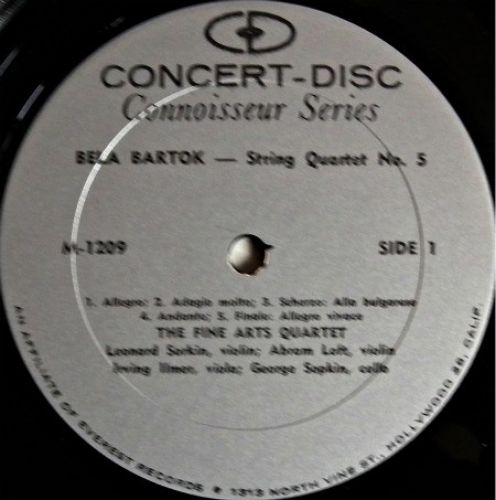 CD
CONCERT-DISC
Connoisseur Series
BELA BARTOK — String Quartet No. 5
M-1209
SIDE 1
1. Allegro; 2. Adagio molto; 3. Scherzo: Alla bulgarese
4. Andante; 5. Finale: Allegro vivace
THE FINE ARTS QUARTET
Leonard Sorkin, violin; Abram Loft, violin
Irving Ilmer, viola; George Sopkin, cello
AN AFFILIATE OF EVEREST RECORDS ● 1313 NORTH VINE ST., HOLLYWOOD 28, CALIF.